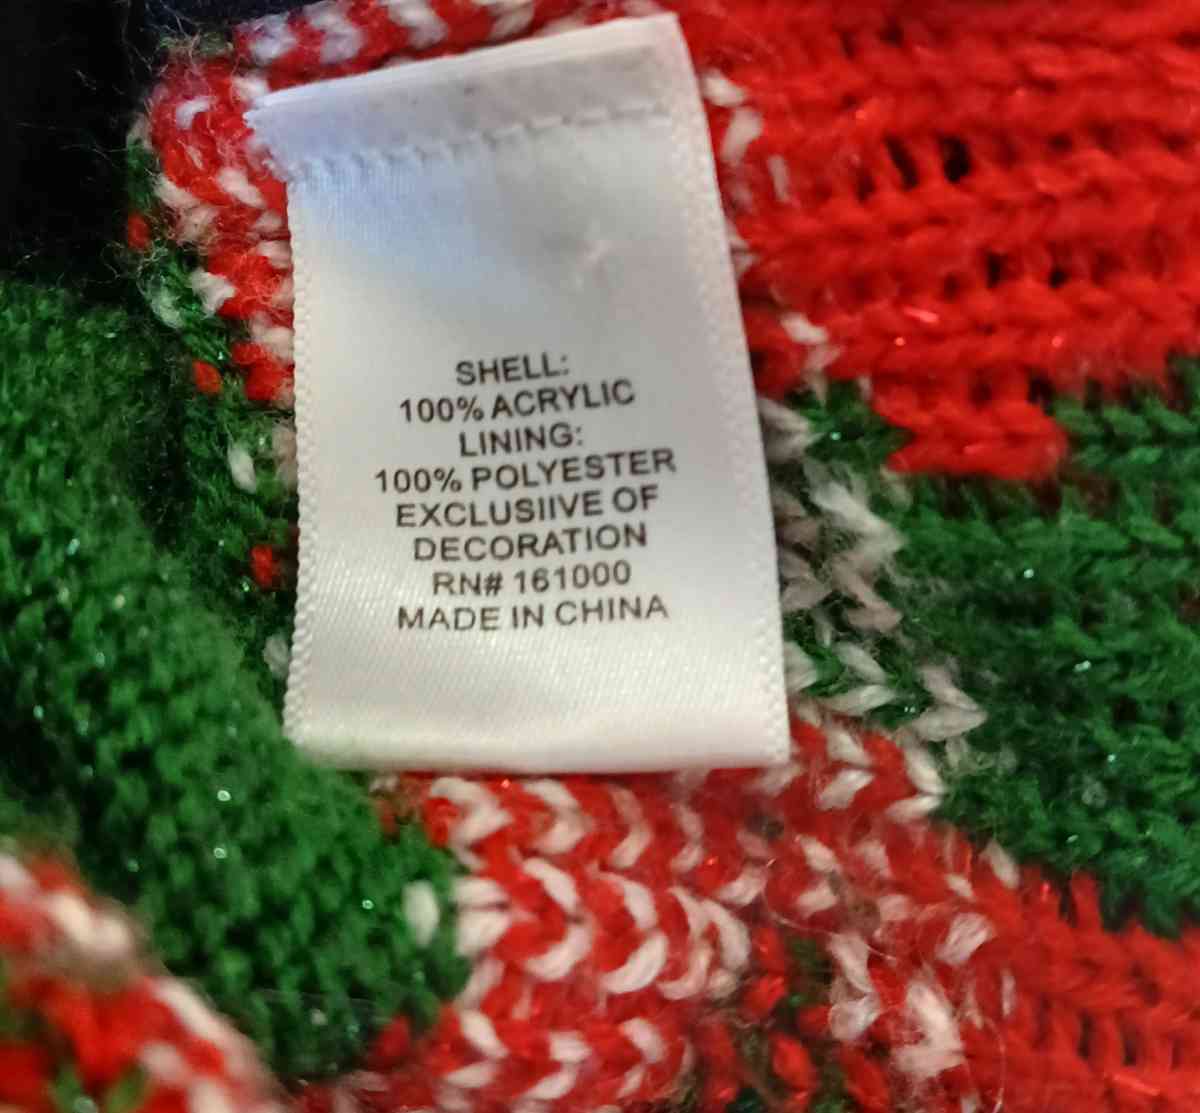 SHELL:
100% ACRYLIC
LINING:
100% POLYESTER
EXCLUSIIVE OF
DECORATION
RN# 161000
MADE IN CHINA